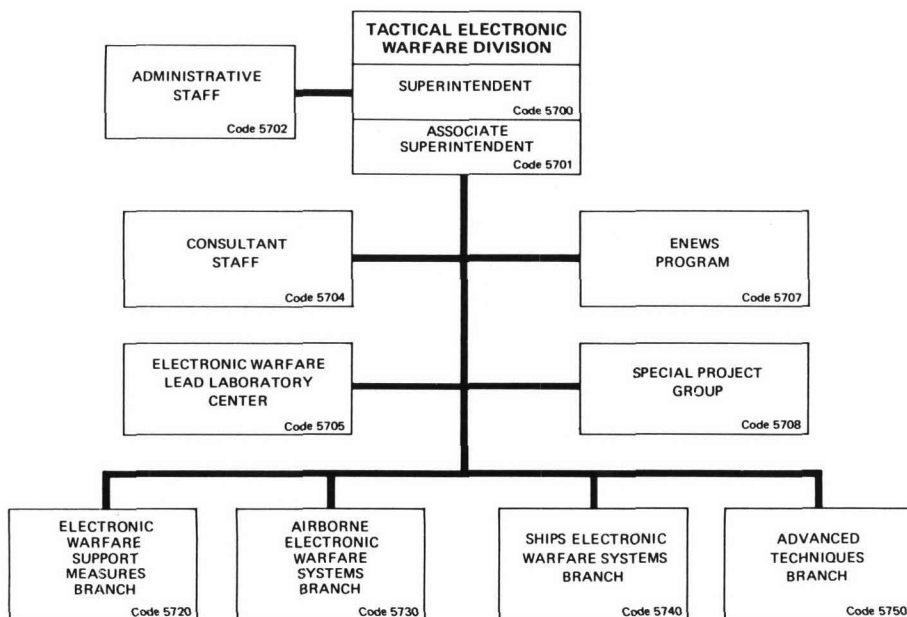 TACTICAL ELECTRONIC
WARFARE DIVISION
SUPERINTENDENT
Code 5700
ASSOCIATE
SUPERINTENDENT
Code 5701
ADMINISTRATIVE
STAFF
Code 5702
CONSULTANT
STAFF
Code 5704
ENEWS
PROGRAM
Code 5707
ELECTRONIC WARFARE
LEAD LABORATORY
CENTER
Code 5705
SPECIAL PROJECT
GROUP
Code 5708
ELECTRONIC
WARFARE
SUPPORT
MEASURES
BRANCH
Code 5720
AIRBORNE
ELECTRONIC
WARFARE
SYSTEMS
BRANCH
Code 5730
SHIPS ELECTRONIC
WARFARE SYSTEMS
BRANCH
Code 5740
ADVANCED
TECHNIQUES
BRANCH
Code 5750